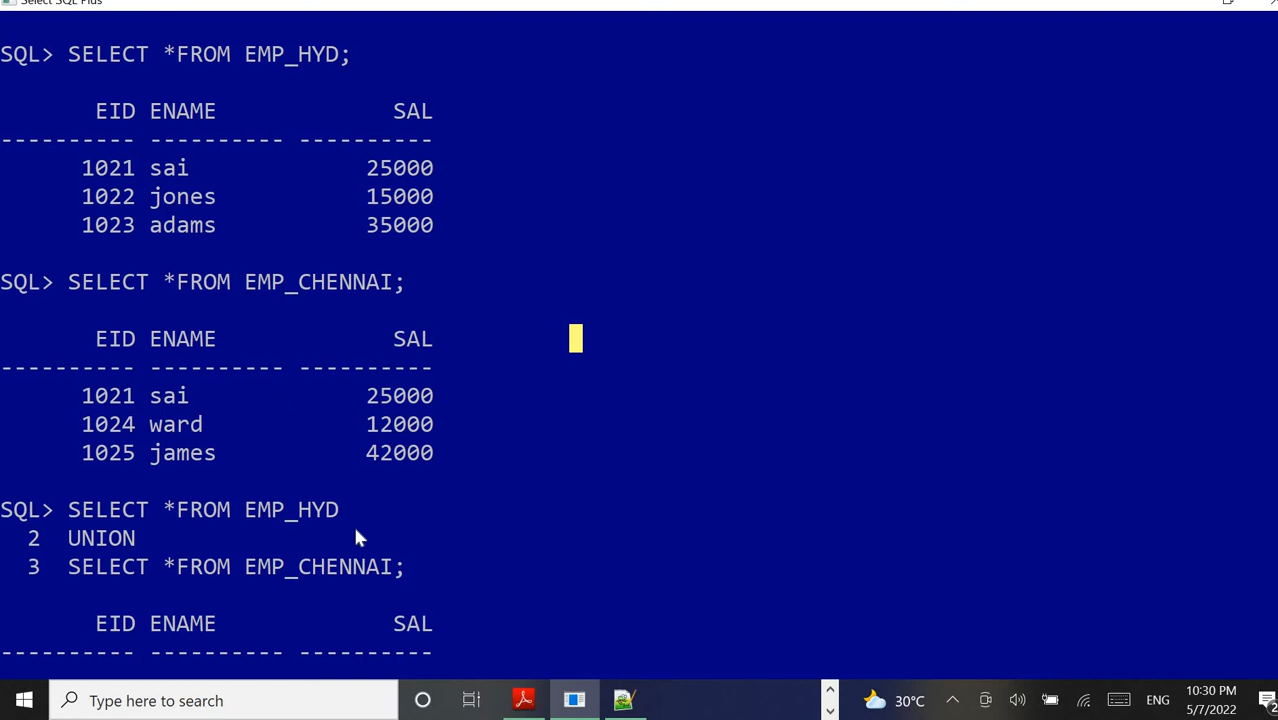 Select SQL Plus
SQL> SELECT *FROM EMP_HYD;
EID ENAME SAL
---------- ---------- ----------
1021 sai 25000
1022 jones 15000
1023 adams 35000
SQL> SELECT *FROM EMP_CHENNAI;
EID ENAME SAL
---------- ---------- ----------
1021 sai 25000
1024 ward 12000
1025 james 42000
SQL> SELECT *FROM EMP_HYD
2 UNION
3 SELECT *FROM EMP_CHENNAI;
EID ENAME SAL
---------- ---------- ----------
Type here to search
30°C
ENG
10:30 PM
5/7/2022
2